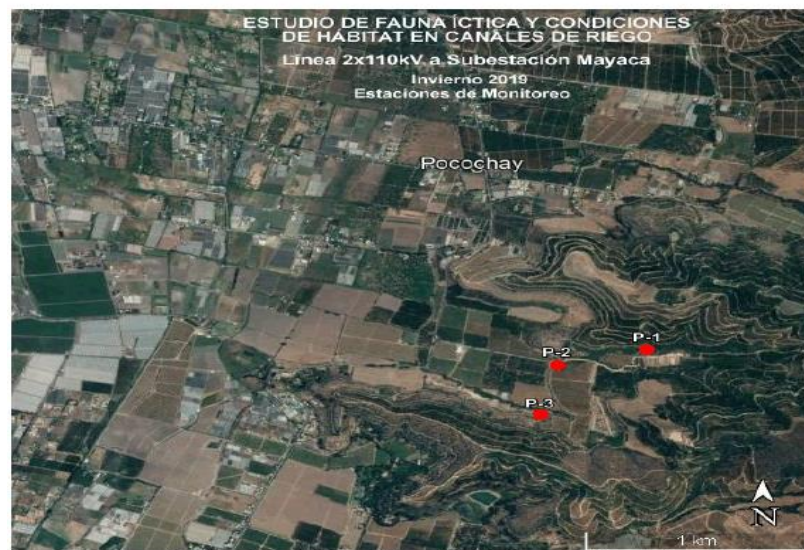 ESTUDIO DE FAUNA ÍCTICA Y CONDICIONES
DE HÁBITAT EN CANALES DE RIEGO
Línea 2x110kV a Subestación Mayaca
Invierno 2019
Estaciones de Monitoreo
Pocochay
P-1
P-2
P-3
N
1 km